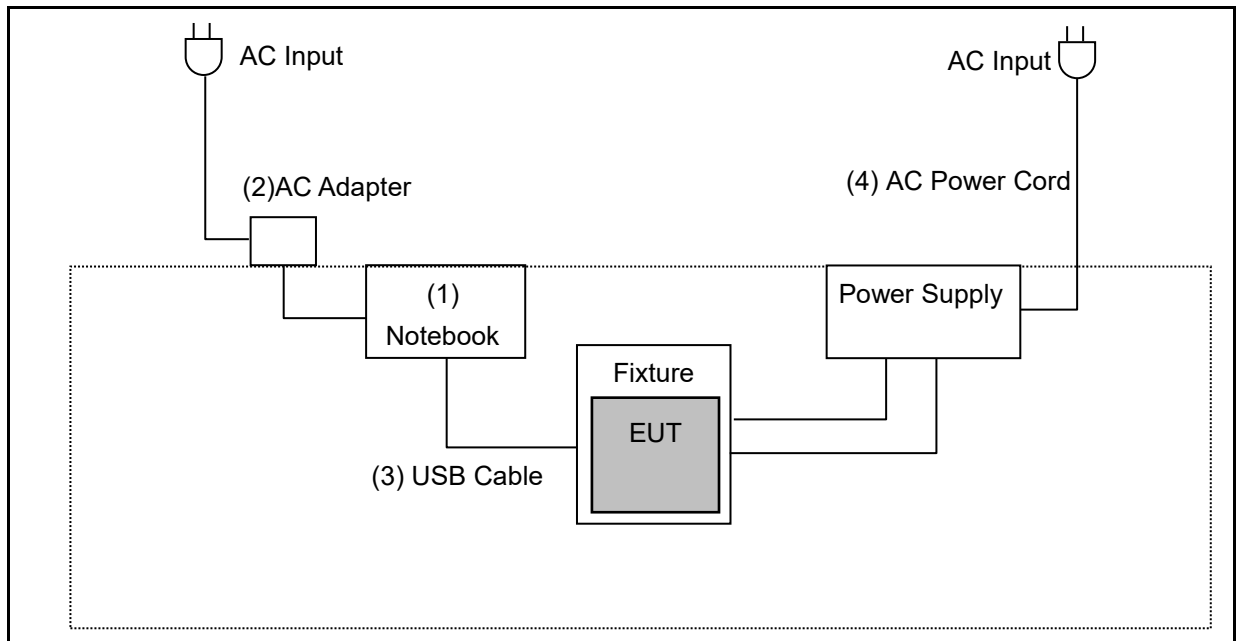 AC Input
AC Input
(2)AC Adapter
(4) AC Power Cord
(1)
Notebook
Power Supply
Fixture
EUT
(3) USB Cable